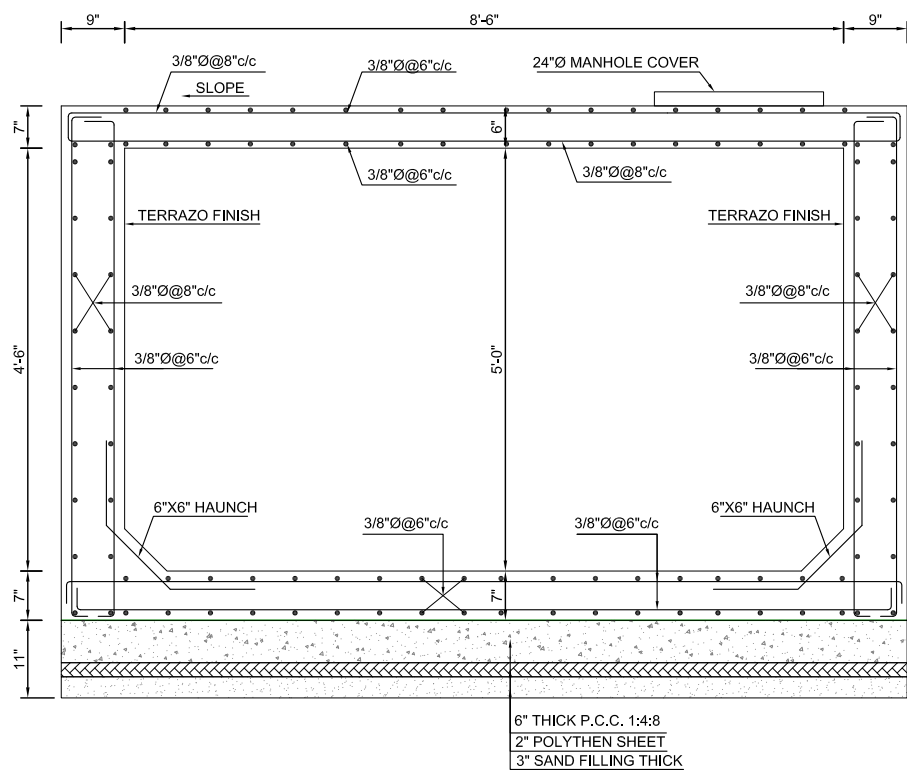 9"
8'-6"
9"
3/8"Ø@8"c/c
3/8"Ø@6"c/c
24"Ø MANHOLE COVER
SLOPE
7"
6"
3/8"Ø@6"c/c
3/8"Ø@8"c/c
TERRAZO FINISH
TERRAZO FINISH
3/8"Ø@8"c/c
3/8"Ø@8"c/c
4'-6"
5'-0"
3/8"Ø@6"c/c
3/8"Ø@6"c/c
6"X6" HAUNCH
6"X6" HAUNCH
3/8"Ø@6"c/c
3/8"Ø@6"c/c
7"
7"
11"
6" THICK P.C.C. 1:4:8
2" POLYTHEN SHEET
3" SAND FILLING THICK